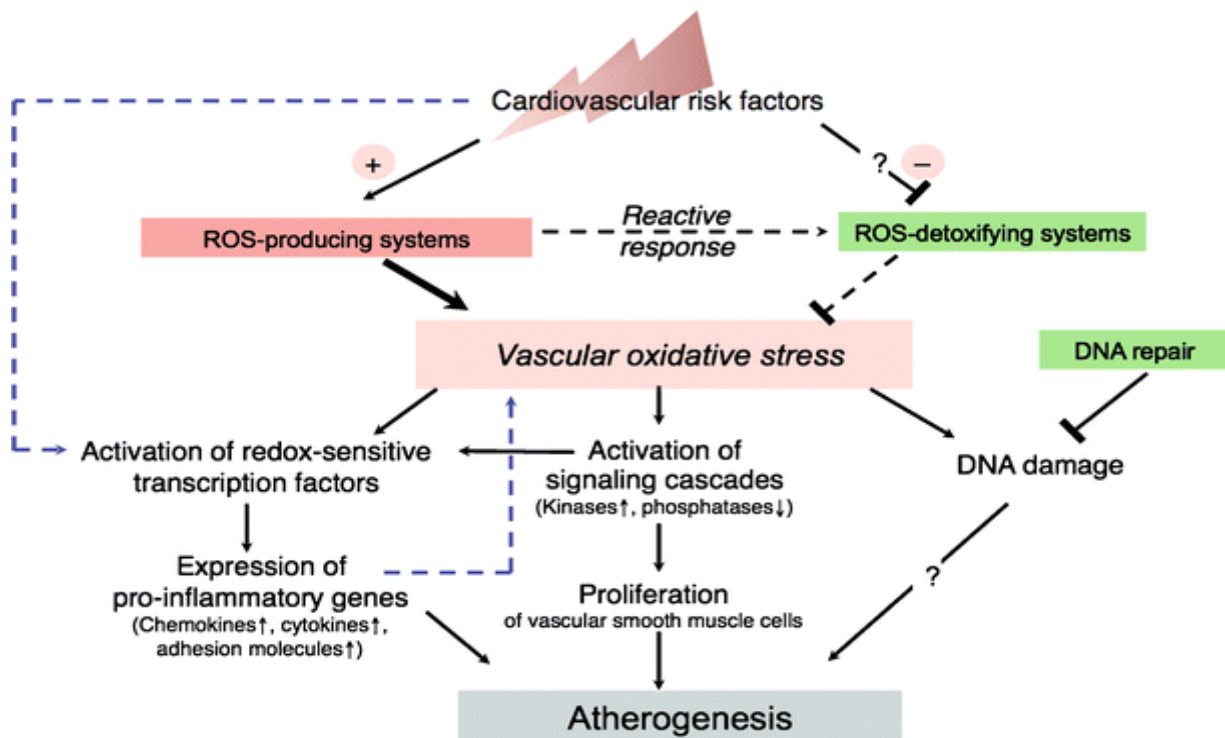 Cardiovascular risk factors
+
?
−
ROS-producing systems
Reactive
response
ROS-detoxifying systems
Vascular oxidative stress
DNA repair
Activation of redox-sensitive
transcription factors
Activation of
signaling cascades
(Kinases↑, phosphatases↓)
DNA damage
Expression of
pro-inflammatory genes
(Chemokines↑, cytokines↑,
adhesion molecules↑)
Proliferation
of vascular smooth muscle cells
?
Atherogenesis